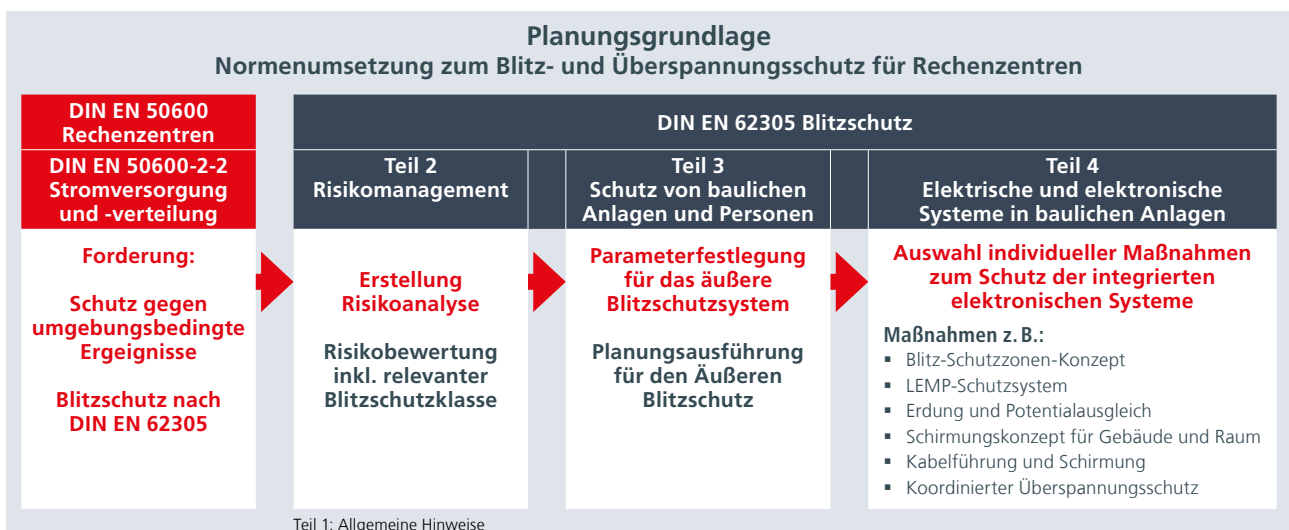 Planungsgrundlage
Normenumsetzung zum Blitz- und Überspannungsschutz für Rechenzentren
DIN EN 50600
Rechenzentren
DIN EN 50600-2-2
Stromversorgung
und -verteilung
Forderung:
Schutz gegen
umgebungsbedingte
Ergeignisse
Blitzschutz nach
DIN EN 62305
DIN EN 62305 Blitzschutz
Teil 2
Risikomanagement
Erstellung
Risikoanalyse
Risikobewertung
inkl. relevanter
Blitzschutzklasse
Teil 3
Schutz von baulichen
Anlagen und Personen
Parameterfestlegung
für das äußere
Blitzschutzsystem
Planungsausführung
für den Äußeren
Blitzschutz
Teil 4
Elektrische und elektronische
Systeme in baulichen Anlagen
Auswahl individueller Maßnahmen
zum Schutz der integrierten
elektronischen Systeme
Maßnahmen z. B.:
▪ Blitz-Schutzzonen-Konzept
▪ LEMP-Schutzsystem
▪ Erdung und Potentialausgleich
▪ Schirmungskonzept für Gebäude und Raum
▪ Kabelführung und Schirmung
▪ Koordinierter Überspannungsschutz
Teil 1: Allgemeine Hinweise